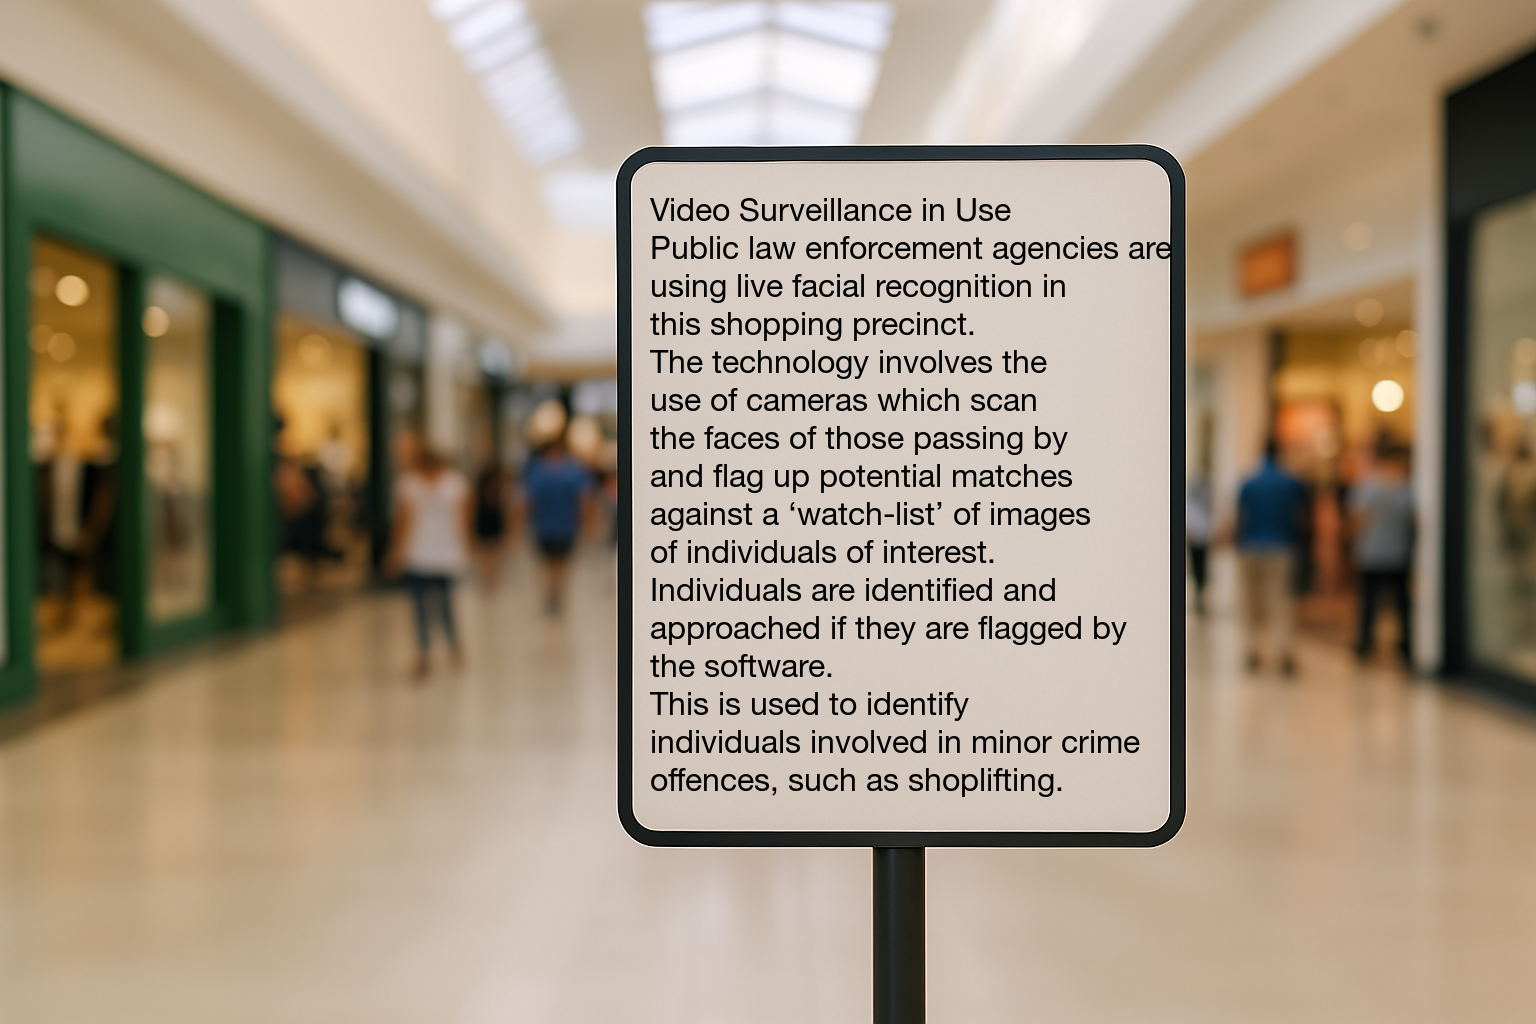 Video Surveillance in Use
Public law enforcement agencies are
using live facial recognition in
this shopping precinct.
The technology involves the
use of cameras which scan
the faces of those passing by
and flag up potential matches
against a ‘watch-list’ of images
of individuals of interest.
Individuals are identified and
approached if they are flagged by
the software.
This is used to identify
individuals involved in minor crime
offences, such as shoplifting.